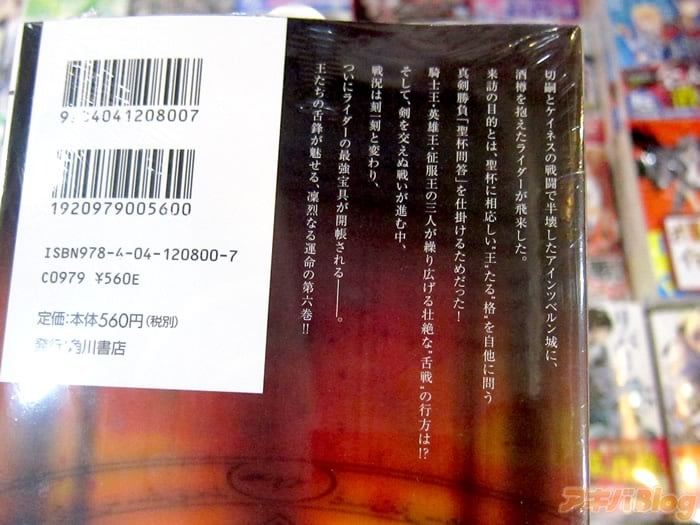 切嗣とケイネスの戦闘で半壊したアインツベルン城に、
酒樽を抱えたライダーが飛来した。
来訪の目的とは、聖杯に相応しい“王”たる“格”を自他に問う
真剣勝負「聖杯問答」を仕掛けるためだった!
騎士王・英雄王・征服王の三人が繰り広げる壮絶な“舌戦”の行方は!?
そして、剣を交えぬ戦いが進む中、
戦況は刻一刻と変わり、
ついにライダーの最強宝具が開帳される――。
王たちの舌鋒が魅せる、凜烈なる運命の第六巻!!
9784041208007
1920979005600
ISBN978-4-04-120800-7
C0979 ¥560E
定価:本体560円(税別)
発行:角川書店
アキバBlog